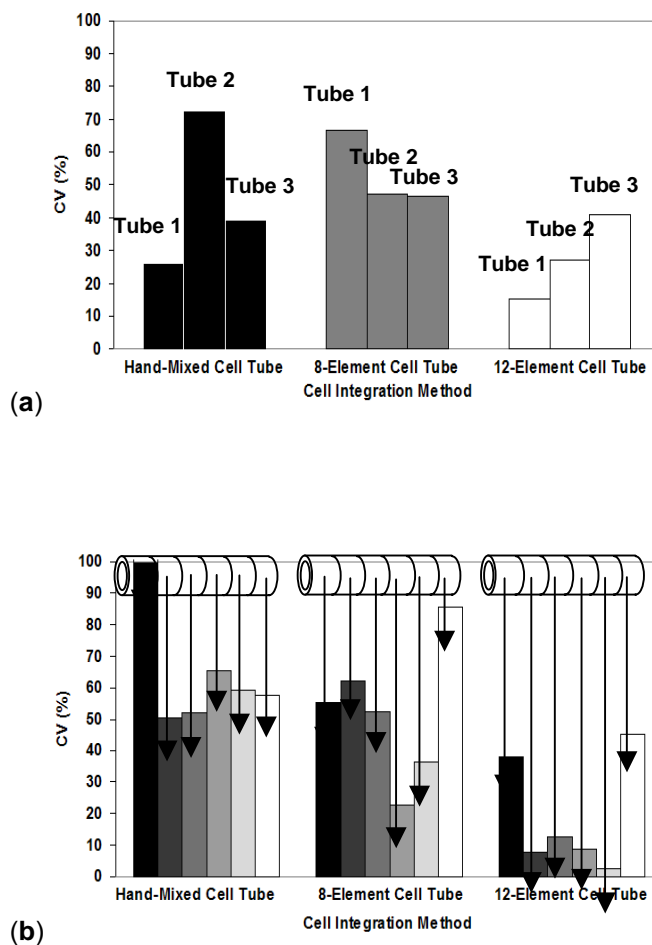 100
90
80
70
60
50
40
30
20
10
0
CV (%)
Tube 1
Tube 2
Tube 3
Tube 1
Tube 2
Tube 3
Tube 1
Tube 2
Tube 3
Hand-Mixed Cell Tube 8-Element Cell Tube 12-Element Cell Tube
Cell Integration Method
(a)
100
90
80
70
60
50
40
30
20
10
0
CV (%)
Hand-Mixed Cell Tube 8-Element Cell Tube 12-Element Cell Tube
Cell Integration Method
(b)